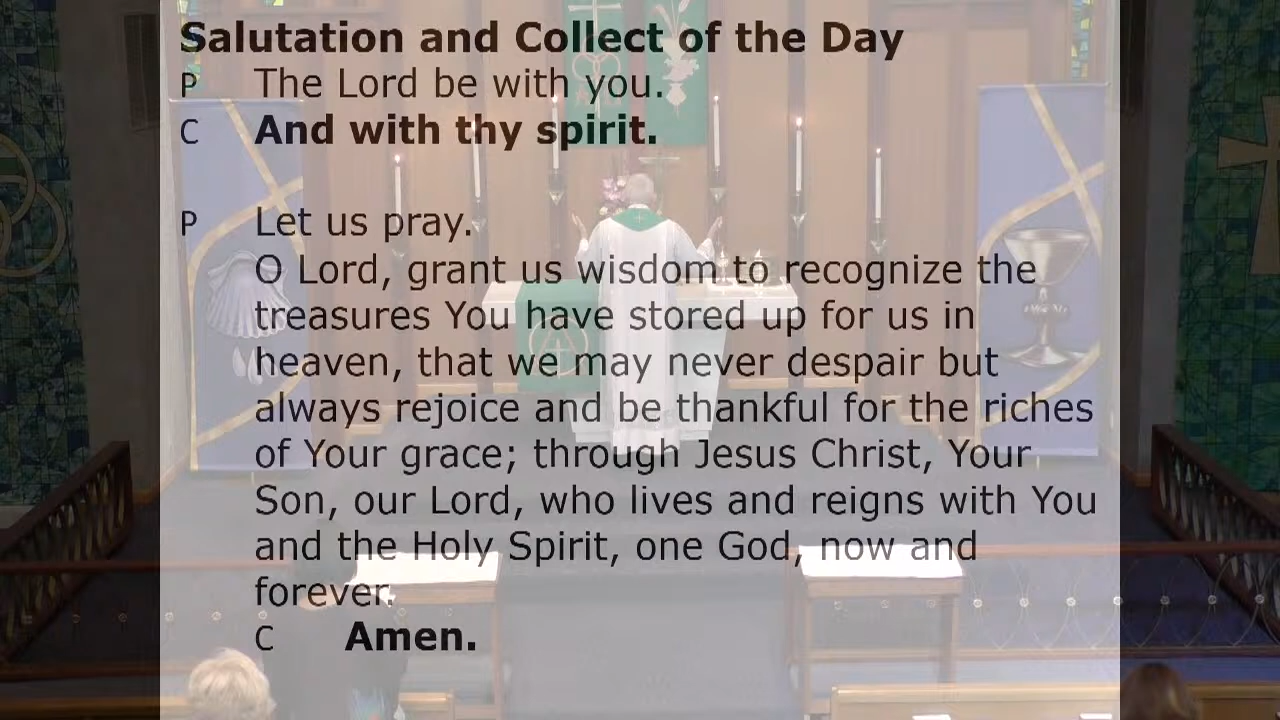 Salutation and Collect of the Day
P The Lord be with you.
C And with thy spirit.
P Let us pray.
O Lord, grant us wisdom to recognize the
treasures You have stored up for us in
heaven, that we may never despair but
always rejoice and be thankful for the riches
of Your grace; through Jesus Christ, Your
Son, our Lord, who lives and reigns with You
and the Holy Spirit, one God, now and
forever.
C Amen.